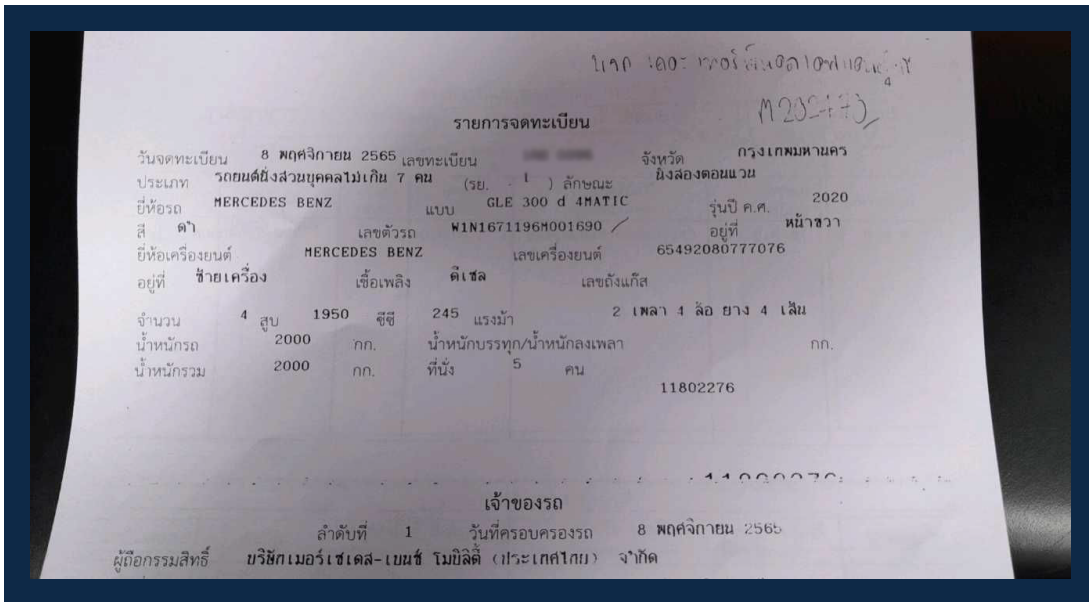 M202473
รายการจดทะเบียน
วันจดทะเบียน 8 พฤศจิกายน 2565 เลขทะเบียน จังหวัด กรุงเทพมหานคร
ประเภท รถยนต์นั่งส่วนบุคคลไม่เกิน 7 คน (รย. 1 ) ลักษณะ นั่งสองตอนแวน
ยี่ห้อรถ MERCEDES BENZ แบบ GLE 300 d 4MATIC รุ่นปี ค.ศ. 2020
สี ดำ เลขตัวรถ W1N1671196M001690 อยู่ที่ หน้าขวา
ยี่ห้อเครื่องยนต์ MERCEDES BENZ เลขเครื่องยนต์ 65492080777076
อยู่ที่ ซ้ายเครื่อง เชื้อเพลิง ดีเซล เลขถังแก๊ส
จำนวน 4 สูบ 1950 ซีซี 245 แรงม้า 2 เพลา 4 ล้อ ยาง 4 เส้น
น้ำหนักรถ 2000 กก. น้ำหนักบรรทุก/น้ำหนักลงเพลา กก.
น้ำหนักรวม 2000 กก. ที่นั่ง 5 คน
11802276
เจ้าของรถ
ลำดับที่ 1 วันที่ครอบครองรถ 8 พฤศจิกายน 2565
ผู้ถือกรรมสิทธิ์ บริษัทเมอร์เซเดส-เบนซ์ โมบิลิตี้ (ประเทศไทย) จำกัด